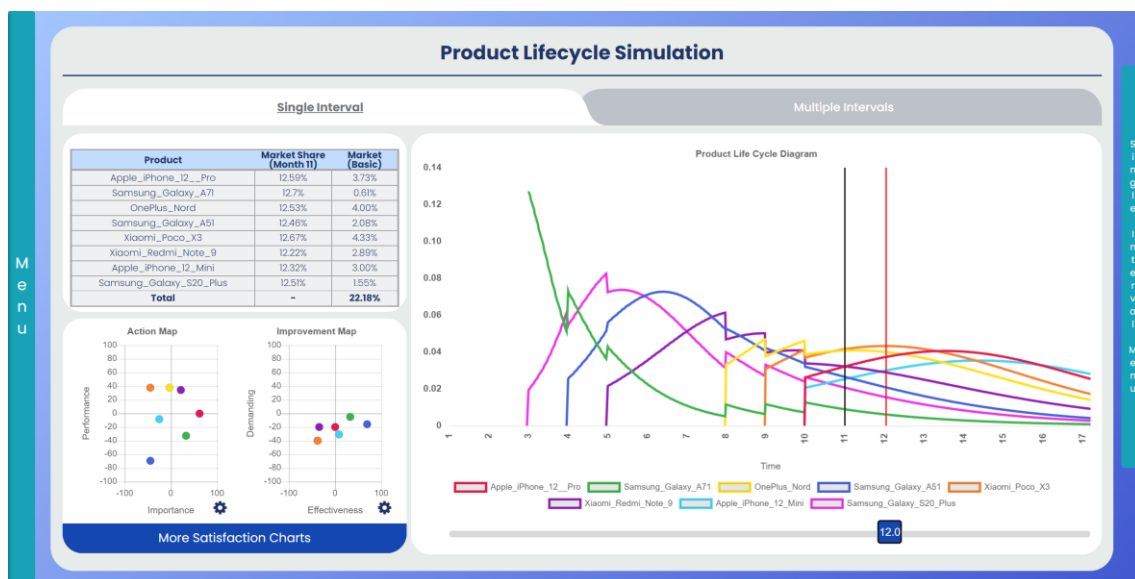 Menu
Product Lifecycle Simulation
Single Interval
Multiple Intervals
Product Market Share (Month 11) Market (Basic)
Apple_iPhone_12__Pro 12.59% 3.73%
Samsung_Galaxy_A71 12.7% 0.61%
OnePlus_Nord 12.53% 4.00%
Samsung_Galaxy_A51 12.46% 2.08%
Xiaomi_Poco_X3 12.67% 4.33%
Xiaomi_Redmi_Note_9 12.22% 2.89%
Apple_iPhone_12_Mini 12.32% 3.00%
Samsung_Galaxy_S20_Plus 12.51% 1.55%
Total - 22.18%
Action Map
Performance
100
80
60
40
20
0
-20
-40
-60
-80
-100
-100 0 100
Importance
Improvement Map
Demanding
100
80
60
40
20
0
-20
-40
-60
-80
-100
-100 0 100
Effectiveness
More Satisfaction Charts
Product Life Cycle Diagram
0.14
0.12
0.10
0.08
0.06
0.04
0.02
0
1 2 3 4 5 6 7 8 9 10 11 12 13 14 15 16 17
Time
Apple_iPhone_12__Pro Samsung_Galaxy_A71 OnePlus_Nord Samsung_Galaxy_A51 Xiaomi_Poco_X3
Xiaomi_Redmi_Note_9 Apple_iPhone_12_Mini Samsung_Galaxy_S20_Plus
12.0
Single Interval Menu